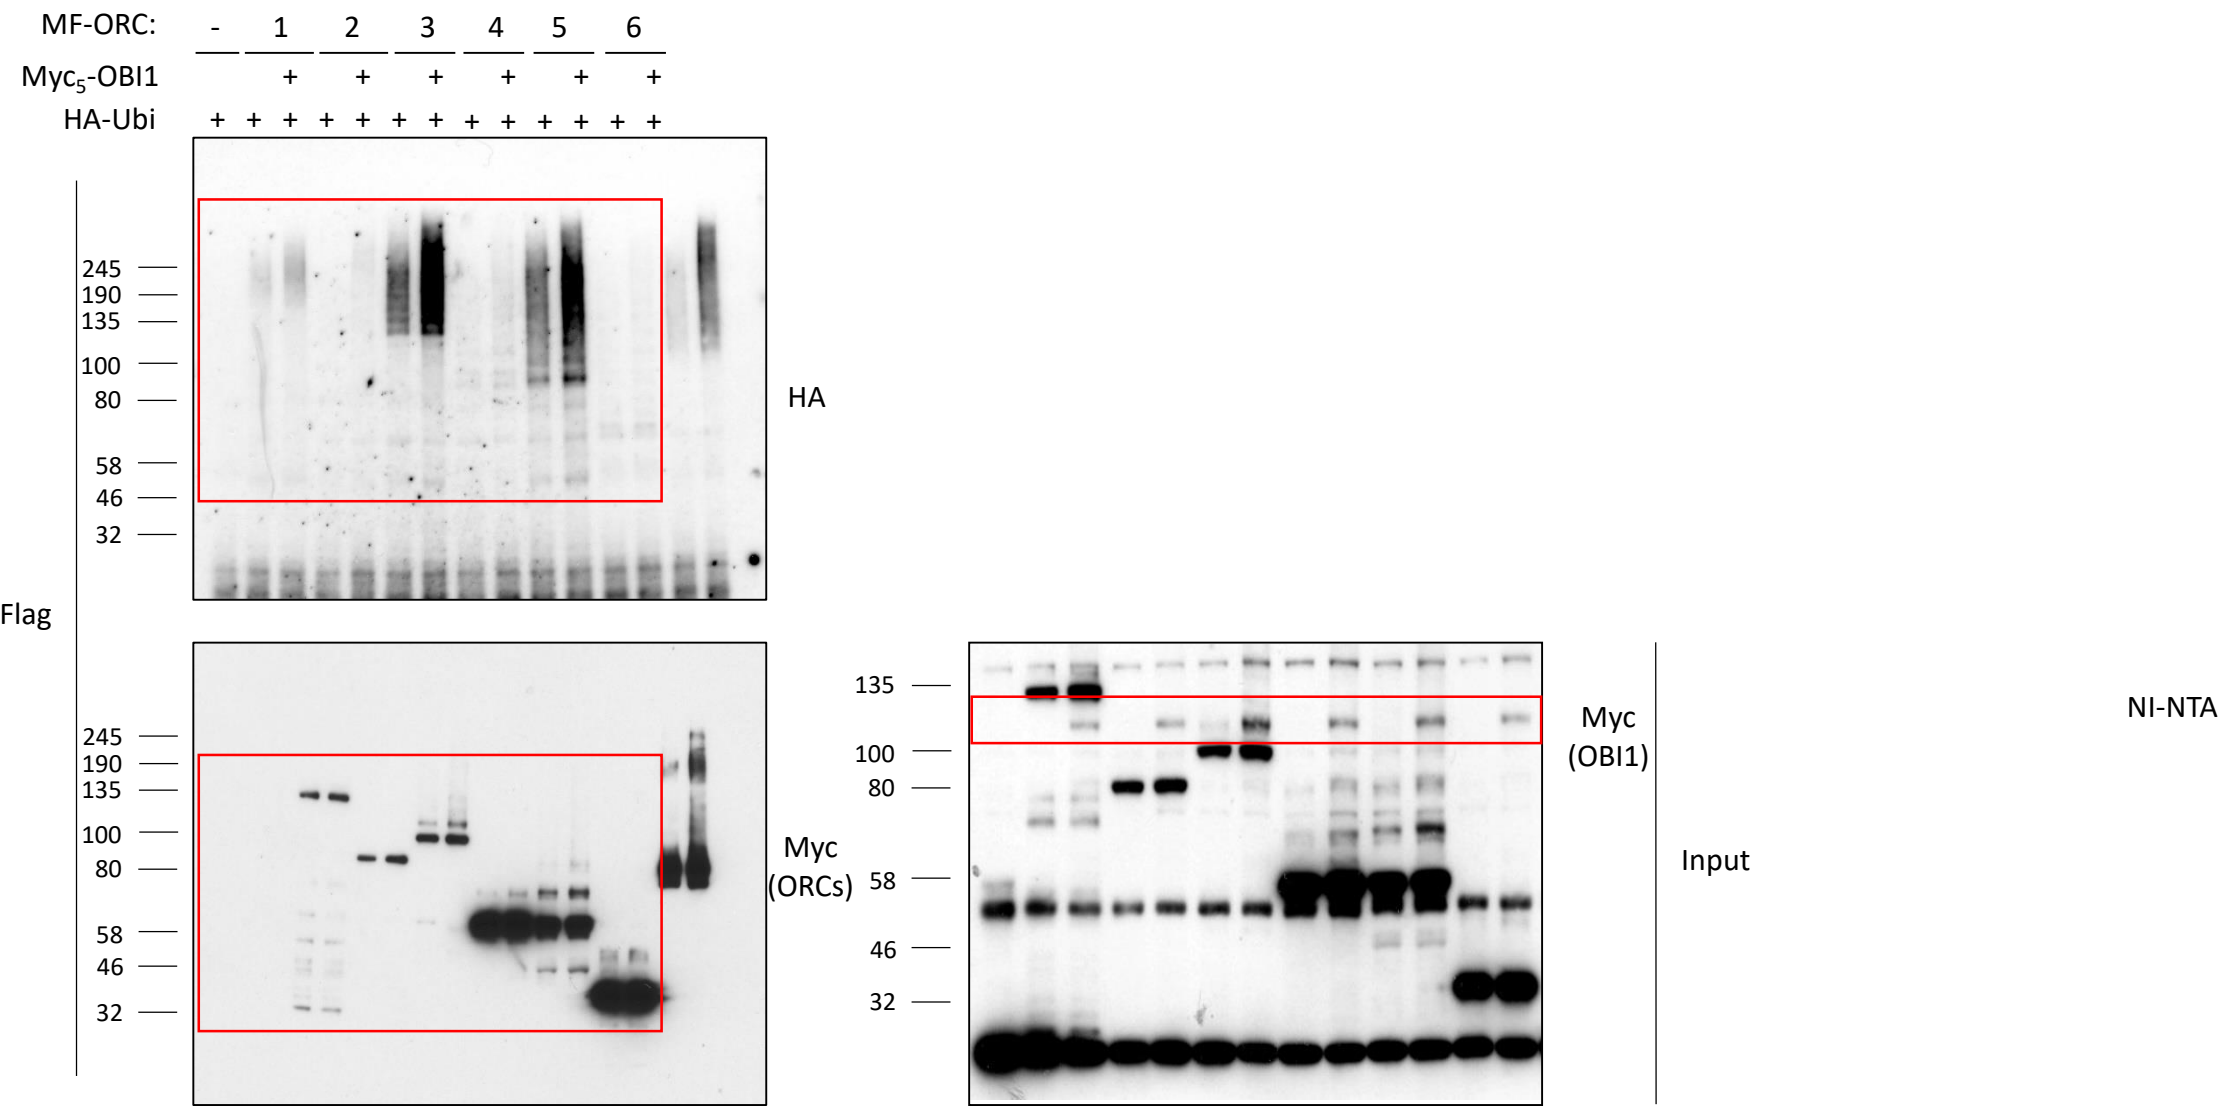 MF-ORC: - 1 2 3 4 5 6
Myc5-OBI1 + + + + + +
HA-Ubi + + + + + + + + + + + + +
245
190
135
100
80
58
46
32
HA
Flag
245
190
135
100
80
58
46
32
Myc
(ORCs)
135
100
80
58
46
32
Myc
(OBI1)
Input
NI-NTA